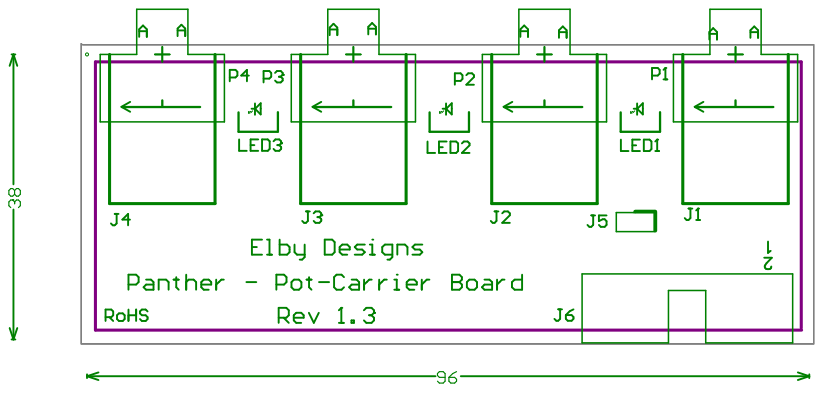 A A A A A A A A
P4 P3 P2 P1
LED3 LED2 LED1
38
J4 J3 J2 J5 J1
Elby Designs
1
2
Panther - Pot-Carrier Board
RoHS Rev 1.3 J6
96